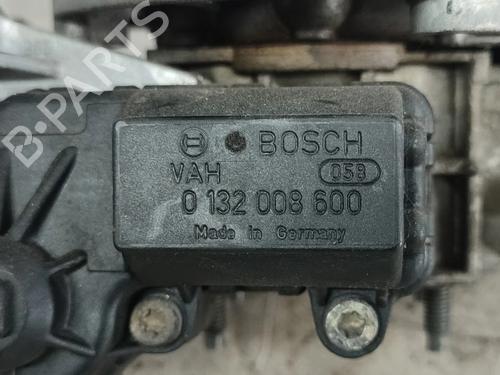 B-PARTS
BOSCH
VAH 058
0 132 008 600
Made in Germany